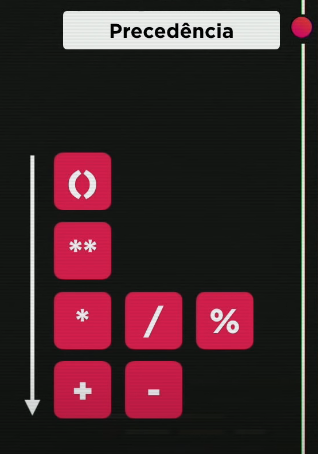 Precedência
()
**
* / %
+ -